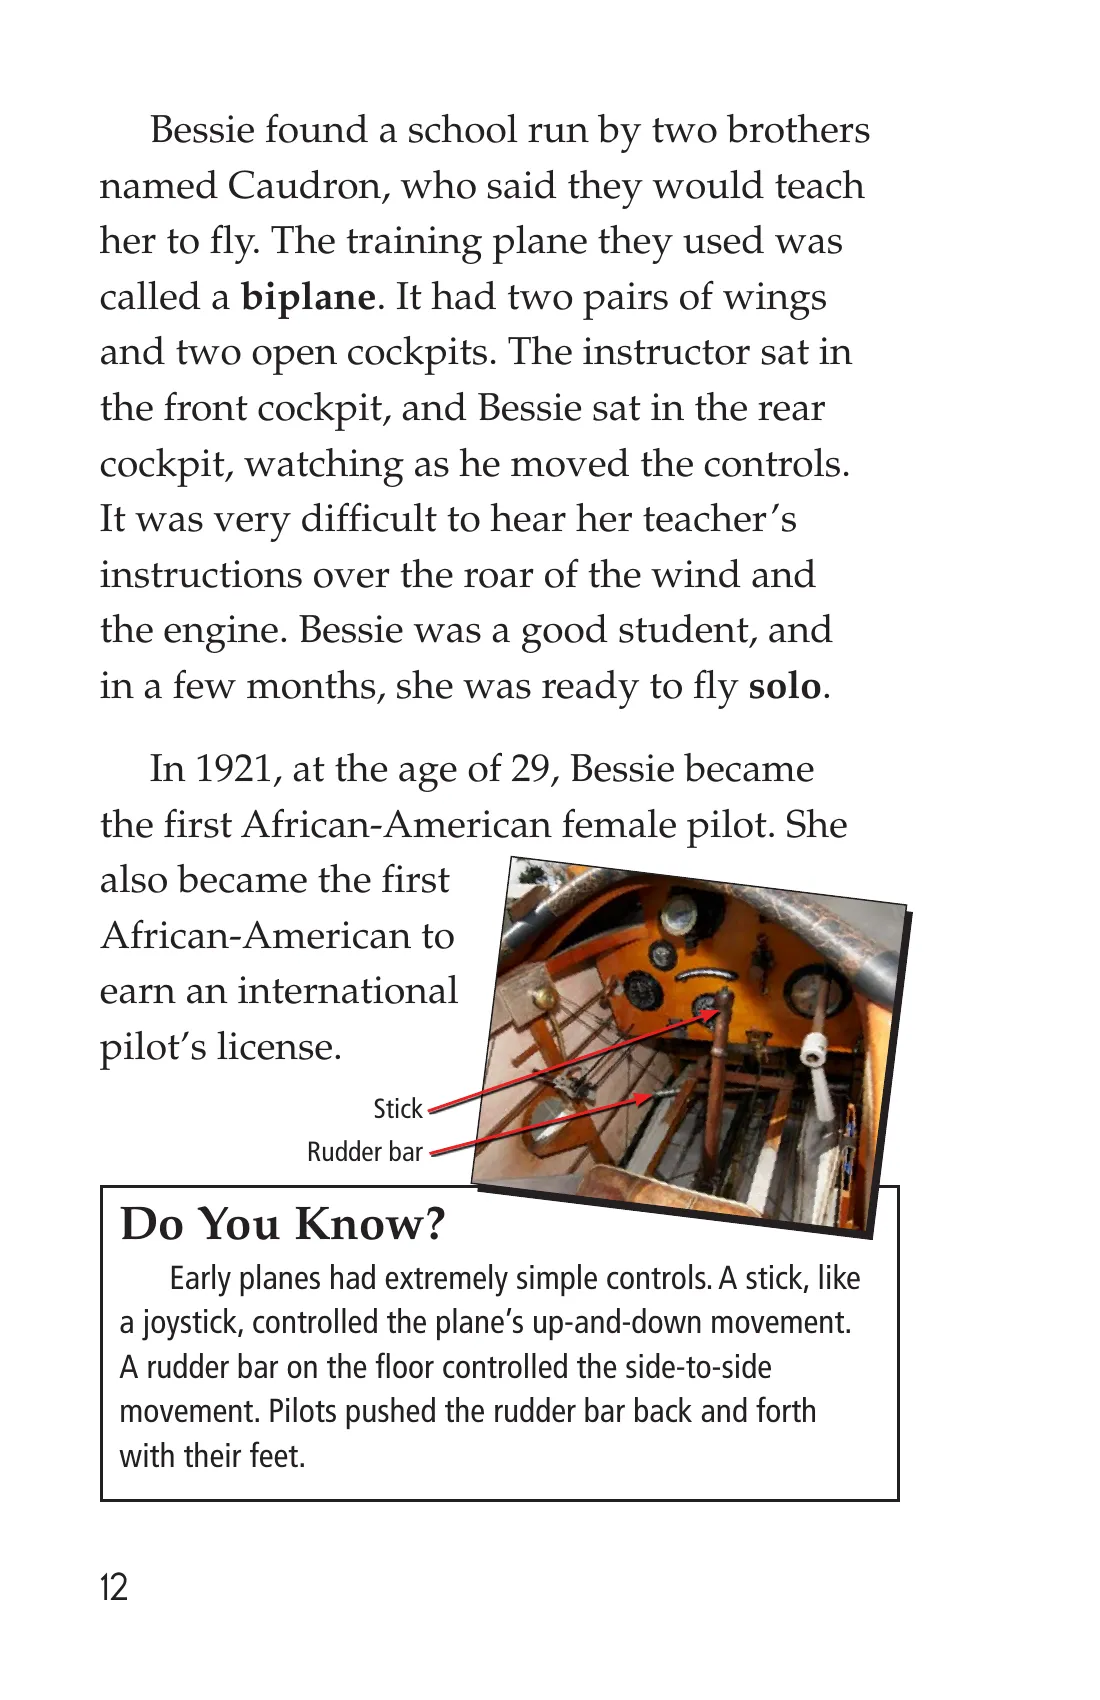 Bessie found a school run by two brothers
named Caudron, who said they would teach
her to fly. The training plane they used was
called a biplane. It had two pairs of wings
and two open cockpits. The instructor sat in
the front cockpit, and Bessie sat in the rear
cockpit, watching as he moved the controls.
It was very difficult to hear her teacher’s
instructions over the roar of the wind and
the engine. Bessie was a good student, and
in a few months, she was ready to fly solo.
In 1921, at the age of 29, Bessie became
the first African-American female pilot. She
also became the first
African-American to
earn an international
pilot’s license.
Stick
Rudder bar
Do You Know?
Early planes had extremely simple controls. A stick, like
a joystick, controlled the plane’s up-and-down movement.
A rudder bar on the floor controlled the side-to-side
movement. Pilots pushed the rudder bar back and forth
with their feet.
12